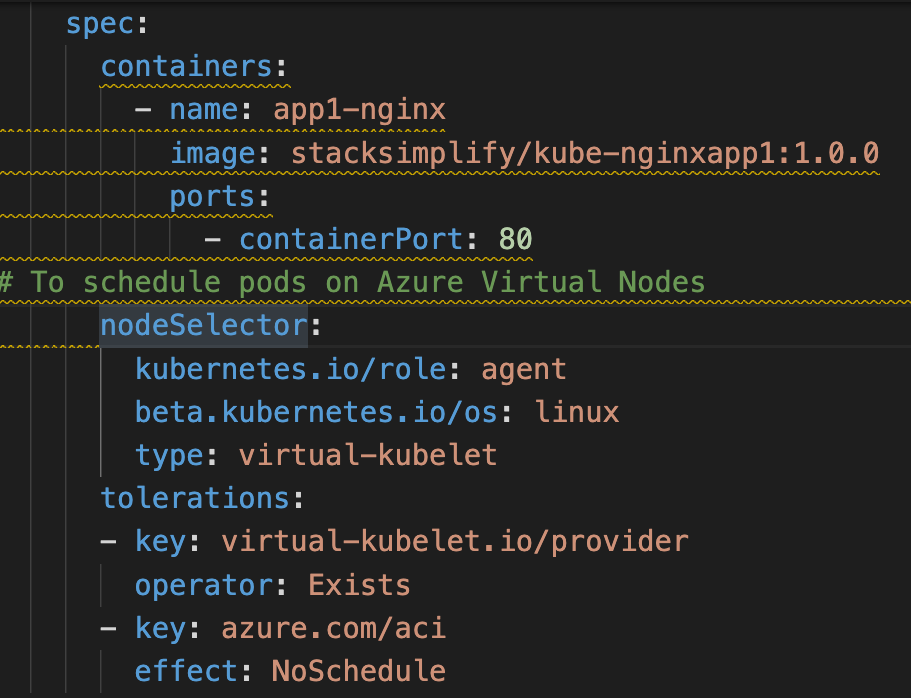 spec:
containers:
- name: app1-nginx
image: stacksimplify/kube-nginxapp1:1.0.0
ports:
- containerPort: 80
# To schedule pods on Azure Virtual Nodes
nodeSelector:
kubernetes.io/role: agent
beta.kubernetes.io/os: linux
type: virtual-kubelet
tolerations:
- key: virtual-kubelet.io/provider
operator: Exists
- key: azure.com/aci
effect: NoSchedule